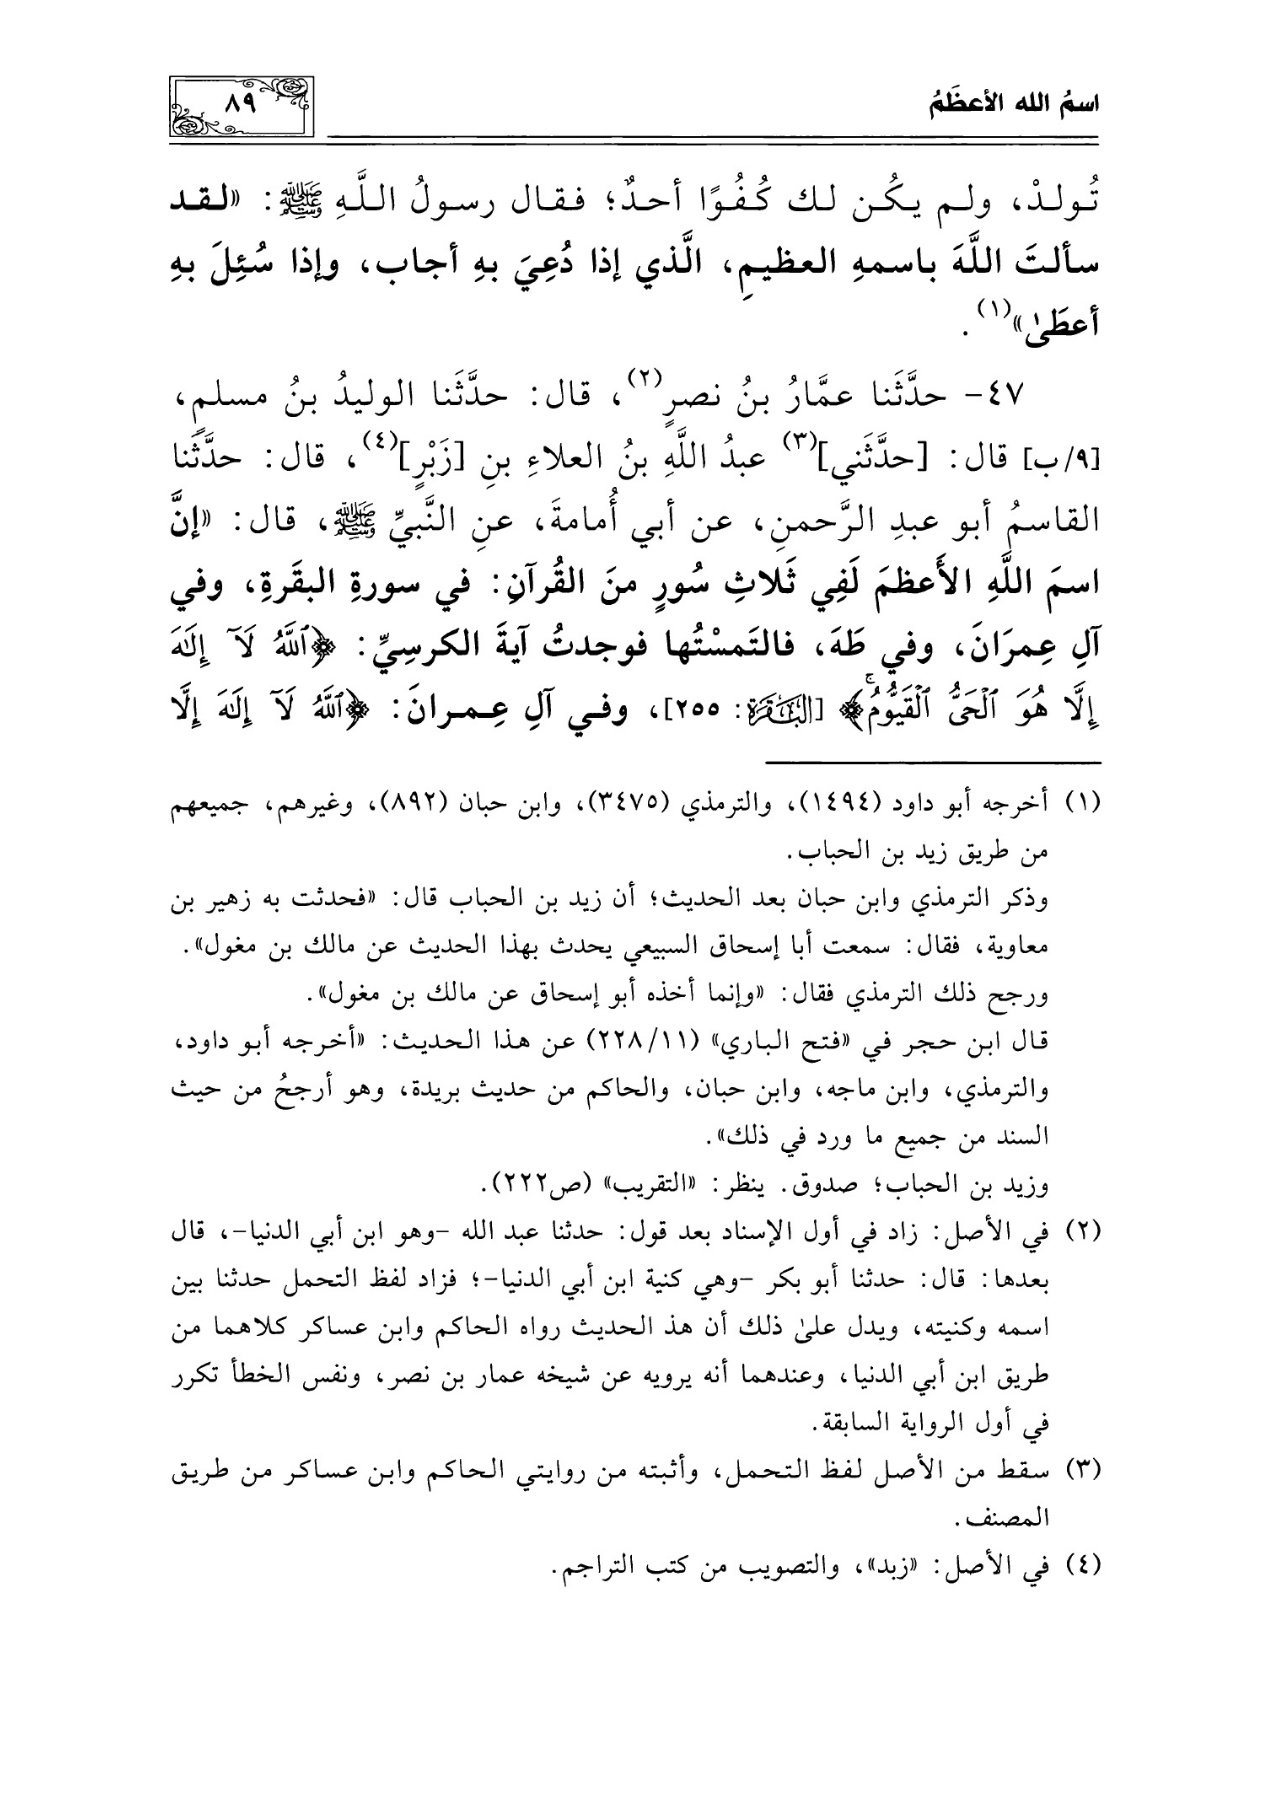 اسمُ الله الأعظَمُ
٨٩
تُولدْ، ولم يكُن لك كُفُوًا أحدٌ؛ فقال رسولُ اللَّهِ ﷺ: «لقد
سألتَ اللَّهَ باسمهِ العظيمِ، الَّذي إذا دُعِيَ بهِ أجاب، وإذا سُئِلَ بهِ
أعطَىٰ»(١).
٤٧- حدَّثَنا عمَّارُ بنُ نصرٍ(٢)، قال: حدَّثَنا الوليدُ بنُ مسلمٍ،
[٩/ب] قال: [حدَّثَني](٣) عبدُ اللَّهِ بنُ العلاءِ بنِ [زَبْرٍ](٤)، قال: حدَّثَنا
القاسمُ أبو عبدِ الرَّحمنِ، عن أبي أُمامةَ، عنِ النَّبيِّ ﷺ، قال: «إنَّ
اسمَ اللَّهِ الأَعظمَ لَفِي ثَلاثِ سُورٍ منَ القُرآنِ: في سورةِ البقَرةِ، وفي
آلِ عِمرَانَ، وفي طَهَ، فالتَمسْتُها فوجدتُ آيةَ الكرسِيِّ: ﴿ٱللَّهُ لَآ إِلَٰهَ
إِلَّا هُوَ ٱلْحَىُّ ٱلْقَيُّومُۚ﴾ [البَقَرَة: ٢٥٥]، وفي آلِ عِمرانَ: ﴿ٱللَّهُ لَآ إِلَٰهَ إِلَّا
(١) أخرجه أبو داود (١٤٩٤)، والترمذي (٣٤٧٥)، وابن حبان (٨٩٢)، وغيرهم، جميعهم
من طريق زيد بن الحباب.
وذكر الترمذي وابن حبان بعد الحديث؛ أن زيد بن الحباب قال: «فحدثت به زهير بن
معاوية، فقال: سمعت أبا إسحاق السبيعي يحدث بهذا الحديث عن مالك بن مغول».
ورجح ذلك الترمذي فقال: «وإنما أخذه أبو إسحاق عن مالك بن مغول».
قال ابن حجر في «فتح الباري» (٢٢٨/١١) عن هذا الحديث: «أخرجه أبو داود،
والترمذي، وابن ماجه، وابن حبان، والحاكم من حديث بريدة، وهو أرجحُ من حيث
السند من جميع ما ورد في ذلك».
وزيد بن الحباب؛ صدوق. ينظر: «التقريب» (ص٢٢٢).
(٢) في الأصل: زاد في أول الإسناد بعد قول: حدثنا عبد الله -وهو ابن أبي الدنيا-، قال
بعدها: قال: حدثنا أبو بكر -وهي كنية ابن أبي الدنيا-؛ فزاد لفظ التحمل حدثنا بين
اسمه وكنيته، ويدل علىٰ ذلك أن هذ الحديث رواه الحاكم وابن عساكر كلاهما من
طريق ابن أبي الدنيا، وعندهما أنه يرويه عن شيخه عمار بن نصر، ونفس الخطأ تكرر
في أول الرواية السابقة.
(٣) سقط من الأصل لفظ التحمل، وأثبته من روايتي الحاكم وابن عساكر من طريق
المصنف.
(٤) في الأصل: «زبد»، والتصويب من كتب التراجم.